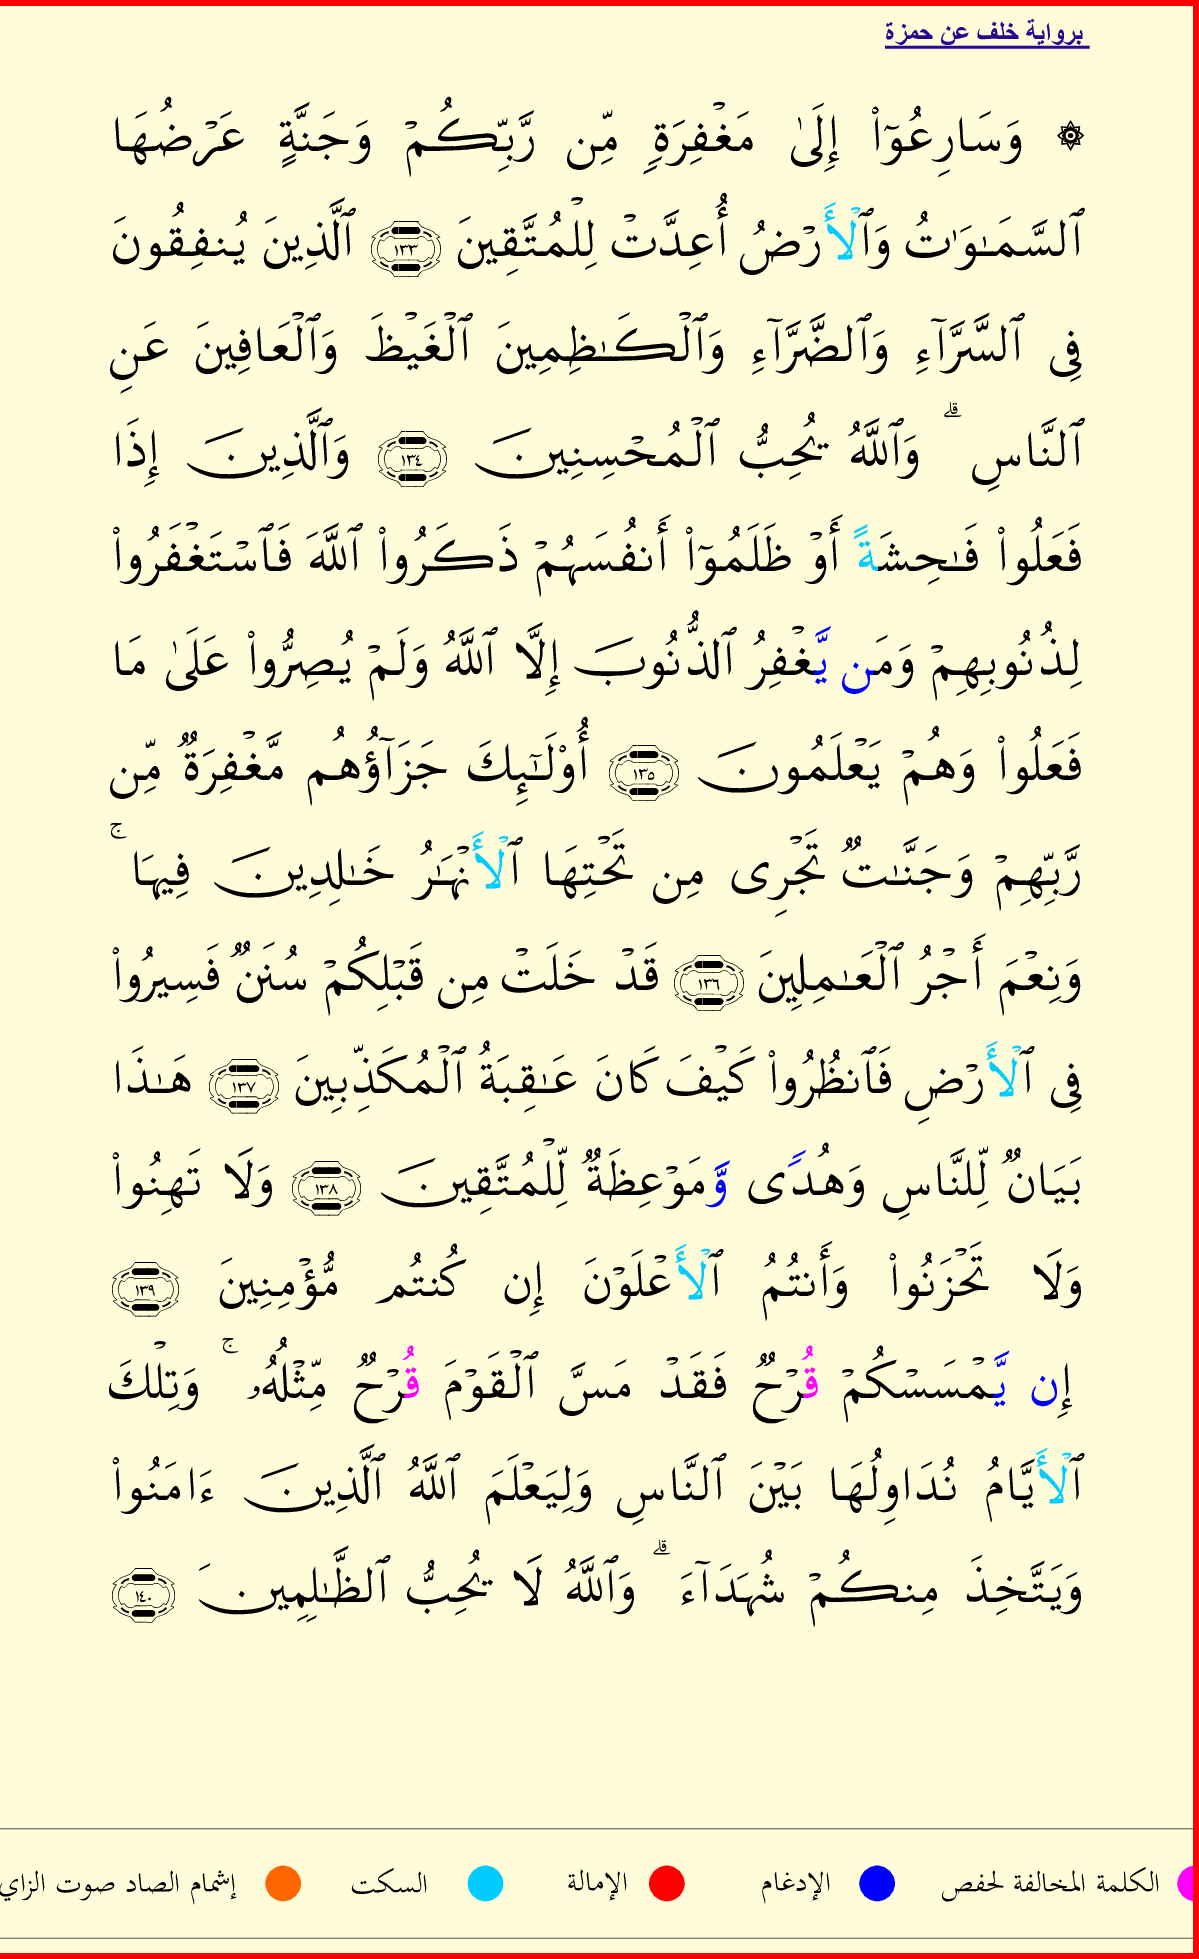 برواية خلف عن حمزة
۞ وَسَارِعُوٓاْ إِلَىٰ مَغْفِرَةٍ مِّن رَّبِّكُمْ وَجَنَّةٍ عَرْضُهَا
ٱلسَّمَـٰوَٰتُ وَٱلْأَرْضُ أُعِدَّتْ لِلْمُتَّقِينَ ١٣٣ ٱلَّذِينَ يُنفِقُونَ
فِى ٱلسَّرَّآءِ وَٱلضَّرَّآءِ وَٱلْكَـٰظِمِينَ ٱلْغَيْظَ وَٱلْعَافِينَ عَنِ
ٱلنَّاسِ ۗ وَٱللَّهُ يُحِبُّ ٱلْمُحْسِنِينَ ١٣٤ وَٱلَّذِينَ إِذَا
فَعَلُواْ فَـٰحِشَةً أَوْ ظَلَمُوٓاْ أَنفُسَهُمْ ذَكَرُواْ ٱللَّهَ فَٱسْتَغْفَرُواْ
لِذُنُوبِهِمْ وَمَن يَّغْفِرُ ٱلذُّنُوبَ إِلَّا ٱللَّهُ وَلَمْ يُصِرُّواْ عَلَىٰ مَا
فَعَلُواْ وَهُمْ يَعْلَمُونَ ١٣٥ أُوْلَـٰٓئِكَ جَزَآؤُهُم مَّغْفِرَةٌ مِّن
رَّبِّهِمْ وَجَنَّـٰتٌ تَجْرِى مِن تَحْتِهَا ٱلْأَنْهَـٰرُ خَـٰلِدِينَ فِيهَا ۚ
وَنِعْمَ أَجْرُ ٱلْعَـٰمِلِينَ ١٣٦ قَدْ خَلَتْ مِن قَبْلِكُمْ سُنَنٌ فَسِيرُواْ
فِى ٱلْأَرْضِ فَٱنظُرُواْ كَيْفَ كَانَ عَـٰقِبَةُ ٱلْمُكَذِّبِينَ ١٣٧ هَـٰذَا
بَيَانٌ لِّلنَّاسِ وَهُدًى وَّمَوْعِظَةٌ لِّلْمُتَّقِينَ ١٣٨ وَلَا تَهِنُواْ
وَلَا تَحْزَنُواْ وَأَنتُمُ ٱلْأَعْلَوْنَ إِن كُنتُم مُّؤْمِنِينَ ١٣٩
إِن يَّمْسَسْكُمْ قُرْحٌ فَقَدْ مَسَّ ٱلْقَوْمَ قُرْحٌ مِّثْلُهُۥ ۚ وَتِلْكَ
ٱلْأَيَّامُ نُدَاوِلُهَا بَيْنَ ٱلنَّاسِ وَلِيَعْلَمَ ٱللَّهُ ٱلَّذِينَ ءَامَنُواْ
وَيَتَّخِذَ مِنكُمْ شُهَدَآءَ ۗ وَٱللَّهُ لَا يُحِبُّ ٱلظَّـٰلِمِينَ ١٤٠
الكلمة المخالفة لحفص الإدغام الإمالة السكت إشمام الصاد صوت الزاي